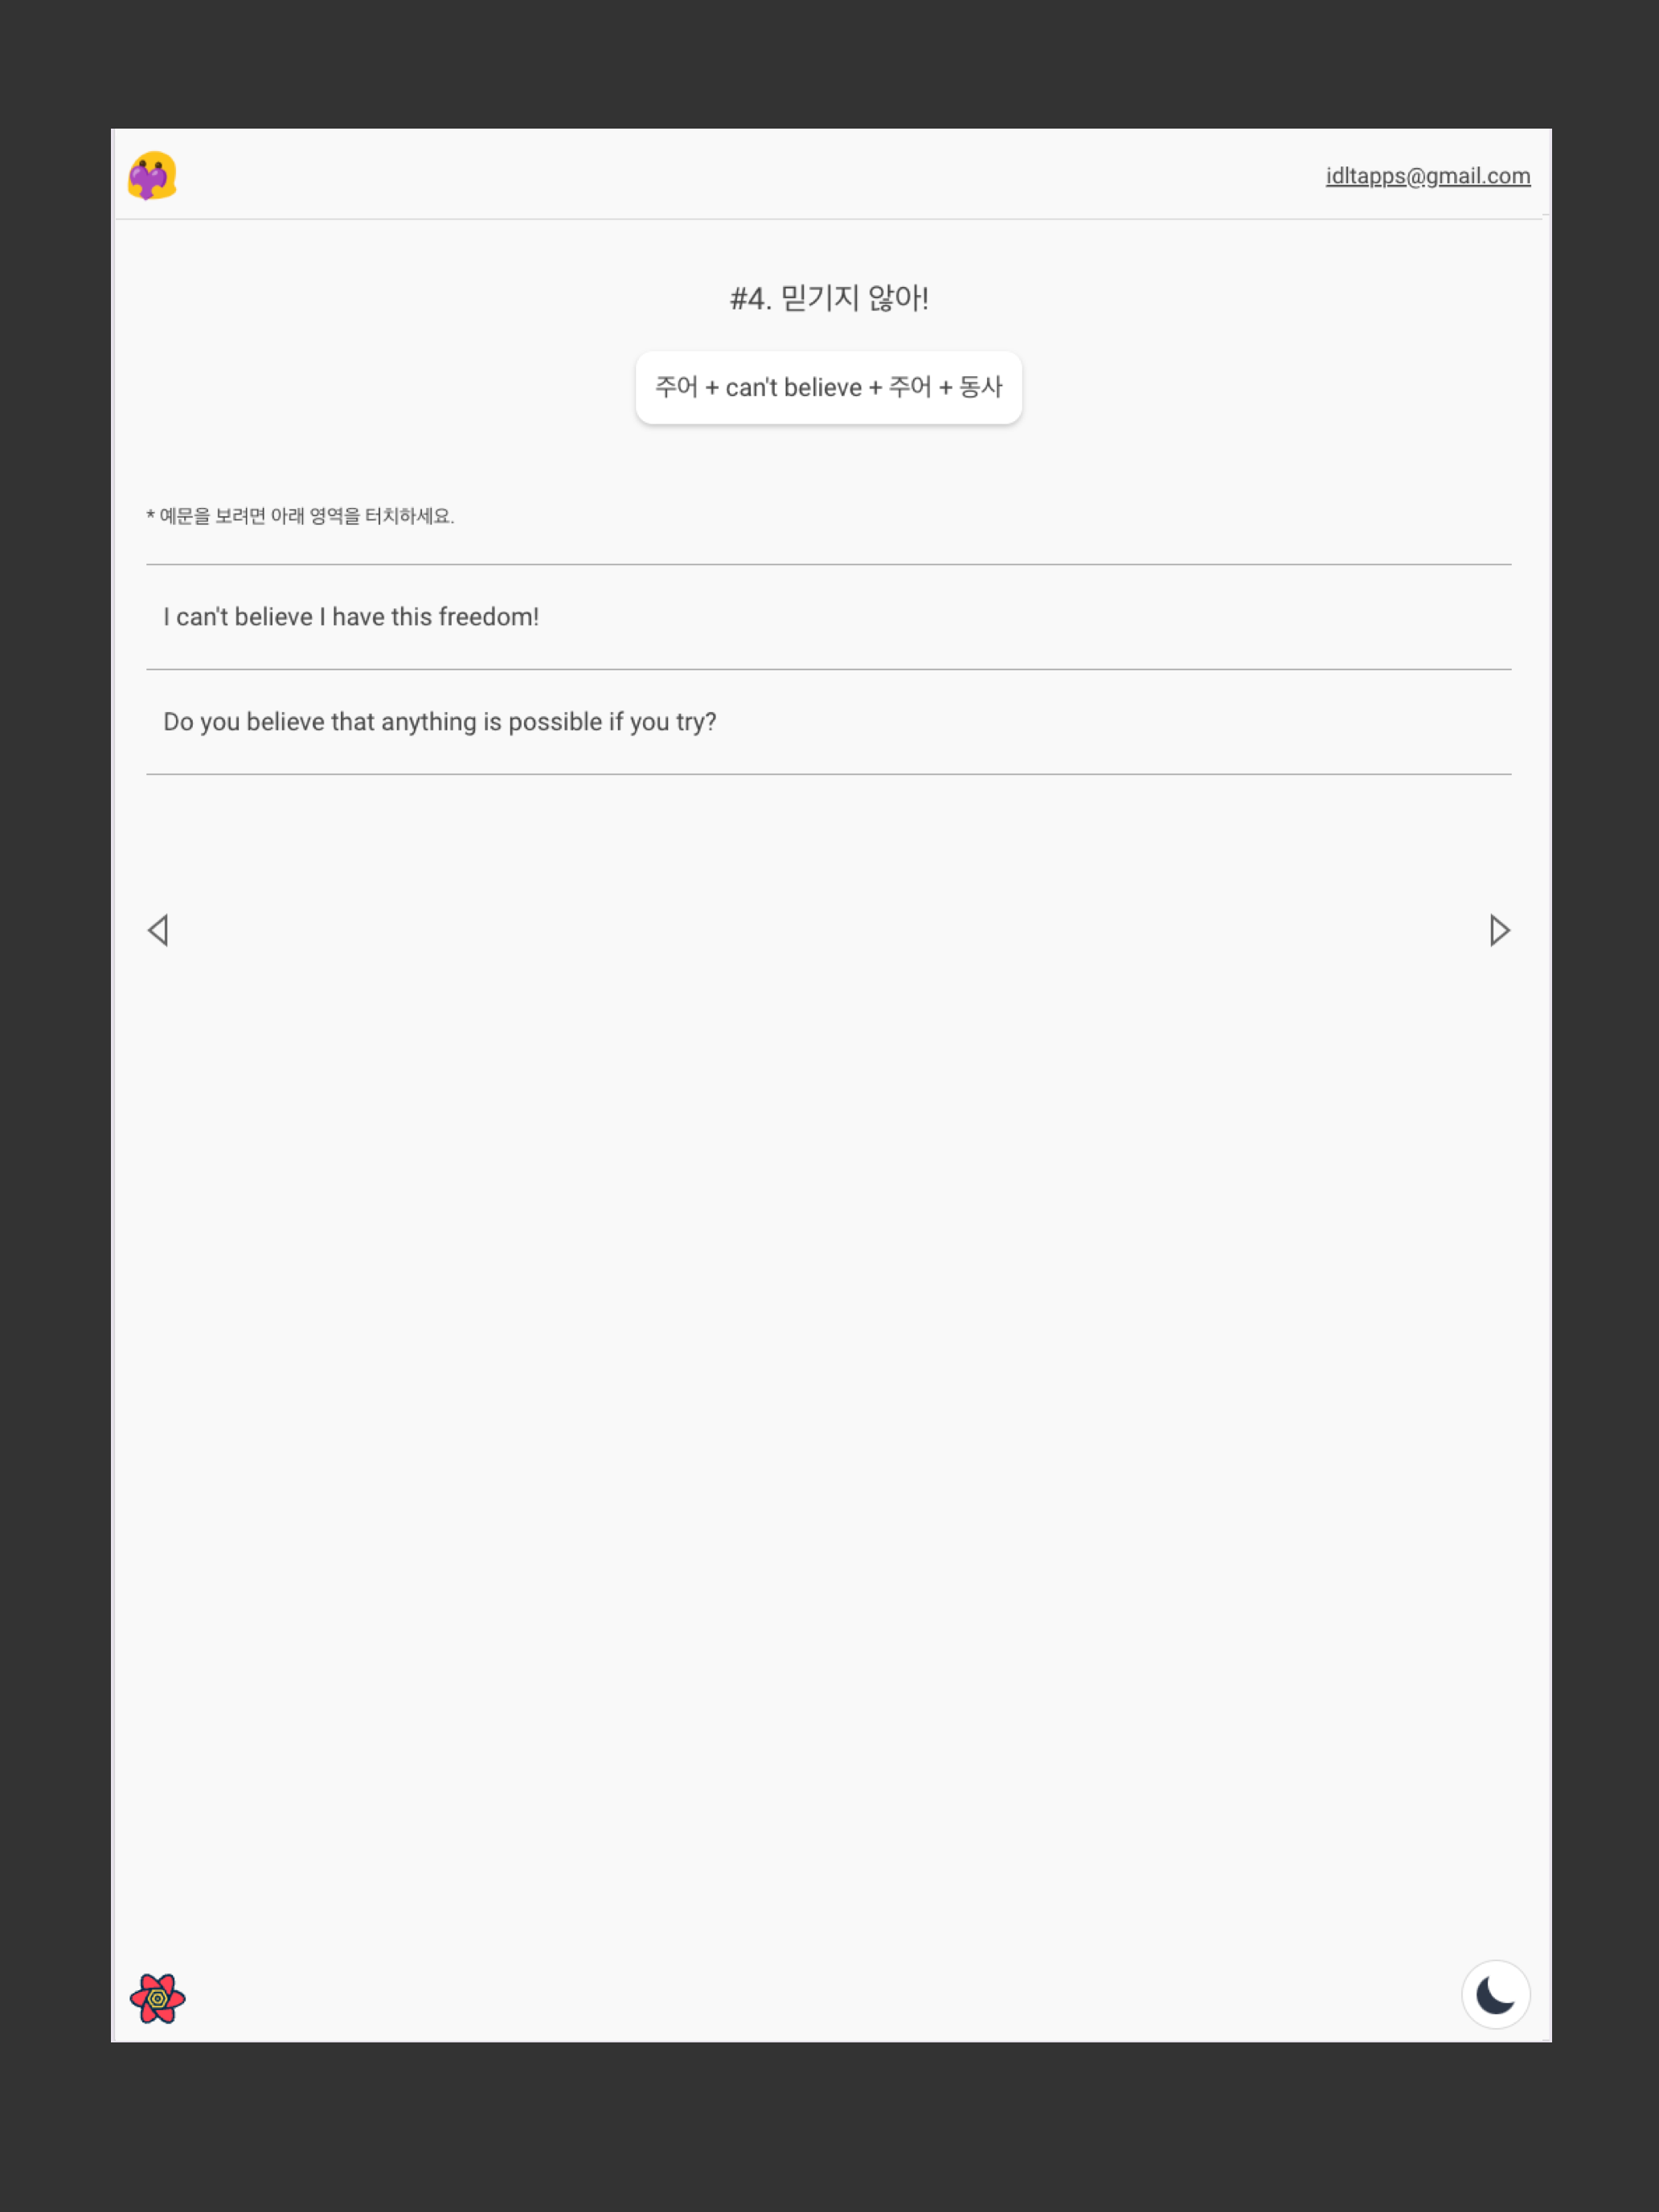 idltapps@gmail.com
#4. 믿기지 않아!
주어 + can't believe + 주어 + 동사
* 예문을 보려면 아래 영역을 터치하세요.
I can't believe I have this freedom!
Do you believe that anything is possible if you try?